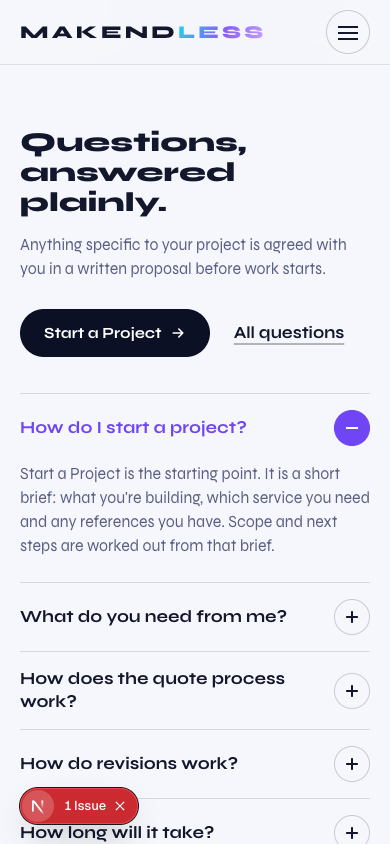 MAKENDLESS
Questions,
answered
plainly.
Anything specific to your project is agreed with
you in a written proposal before work starts.
Start a Project →
All questions
How do I start a project?
Start a Project is the starting point. It is a short
brief: what you're building, which service you need
and any references you have. Scope and next
steps are worked out from that brief.
What do you need from me?
How does the quote process
work?
How do revisions work?
N 1 Issue
How long will it take?